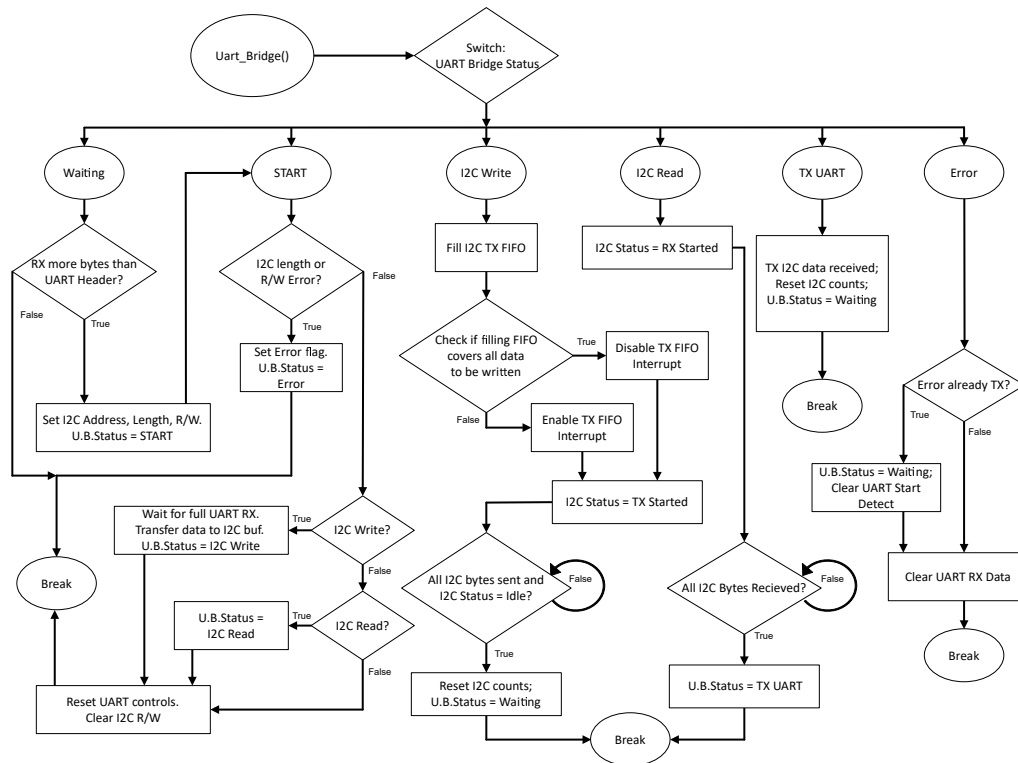 Uart_Bridge()
Switch:
UART Bridge Status
Waiting
START
I2C Write
I2C Read
TX UART
Error
RX more bytes than
UART Header?
False
True
Set I2C Address, Length, R/W.
U.B.Status = START
I2C length or
R/W Error?
False
True
Set Error flag.
U.B.Status =
Error
I2C Write?
True
False
Wait for full UART RX.
Transfer data to I2C buf.
U.B.Status = I2C Write
I2C Read?
True
False
U.B.Status =
I2C Read
Reset UART controls.
Clear I2C R/W
Break
Fill I2C TX FIFO
Check if filling FIFO
covers all data
to be written
True
False
Disable TX FIFO
Interrupt
Enable TX FIFO
Interrupt
I2C Status = TX Started
All I2C bytes sent and
I2C Status = Idle?
False
True
Reset I2C counts;
U.B.Status = Waiting
I2C Status = RX Started
All I2C Bytes Recieved?
False
True
U.B.Status = TX UART
Break
TX I2C data received;
Reset I2C counts;
U.B.Status = Waiting
Break
Error already TX?
True
False
U.B.Status = Waiting;
Clear UART Start
Detect
Clear UART RX Data
Break